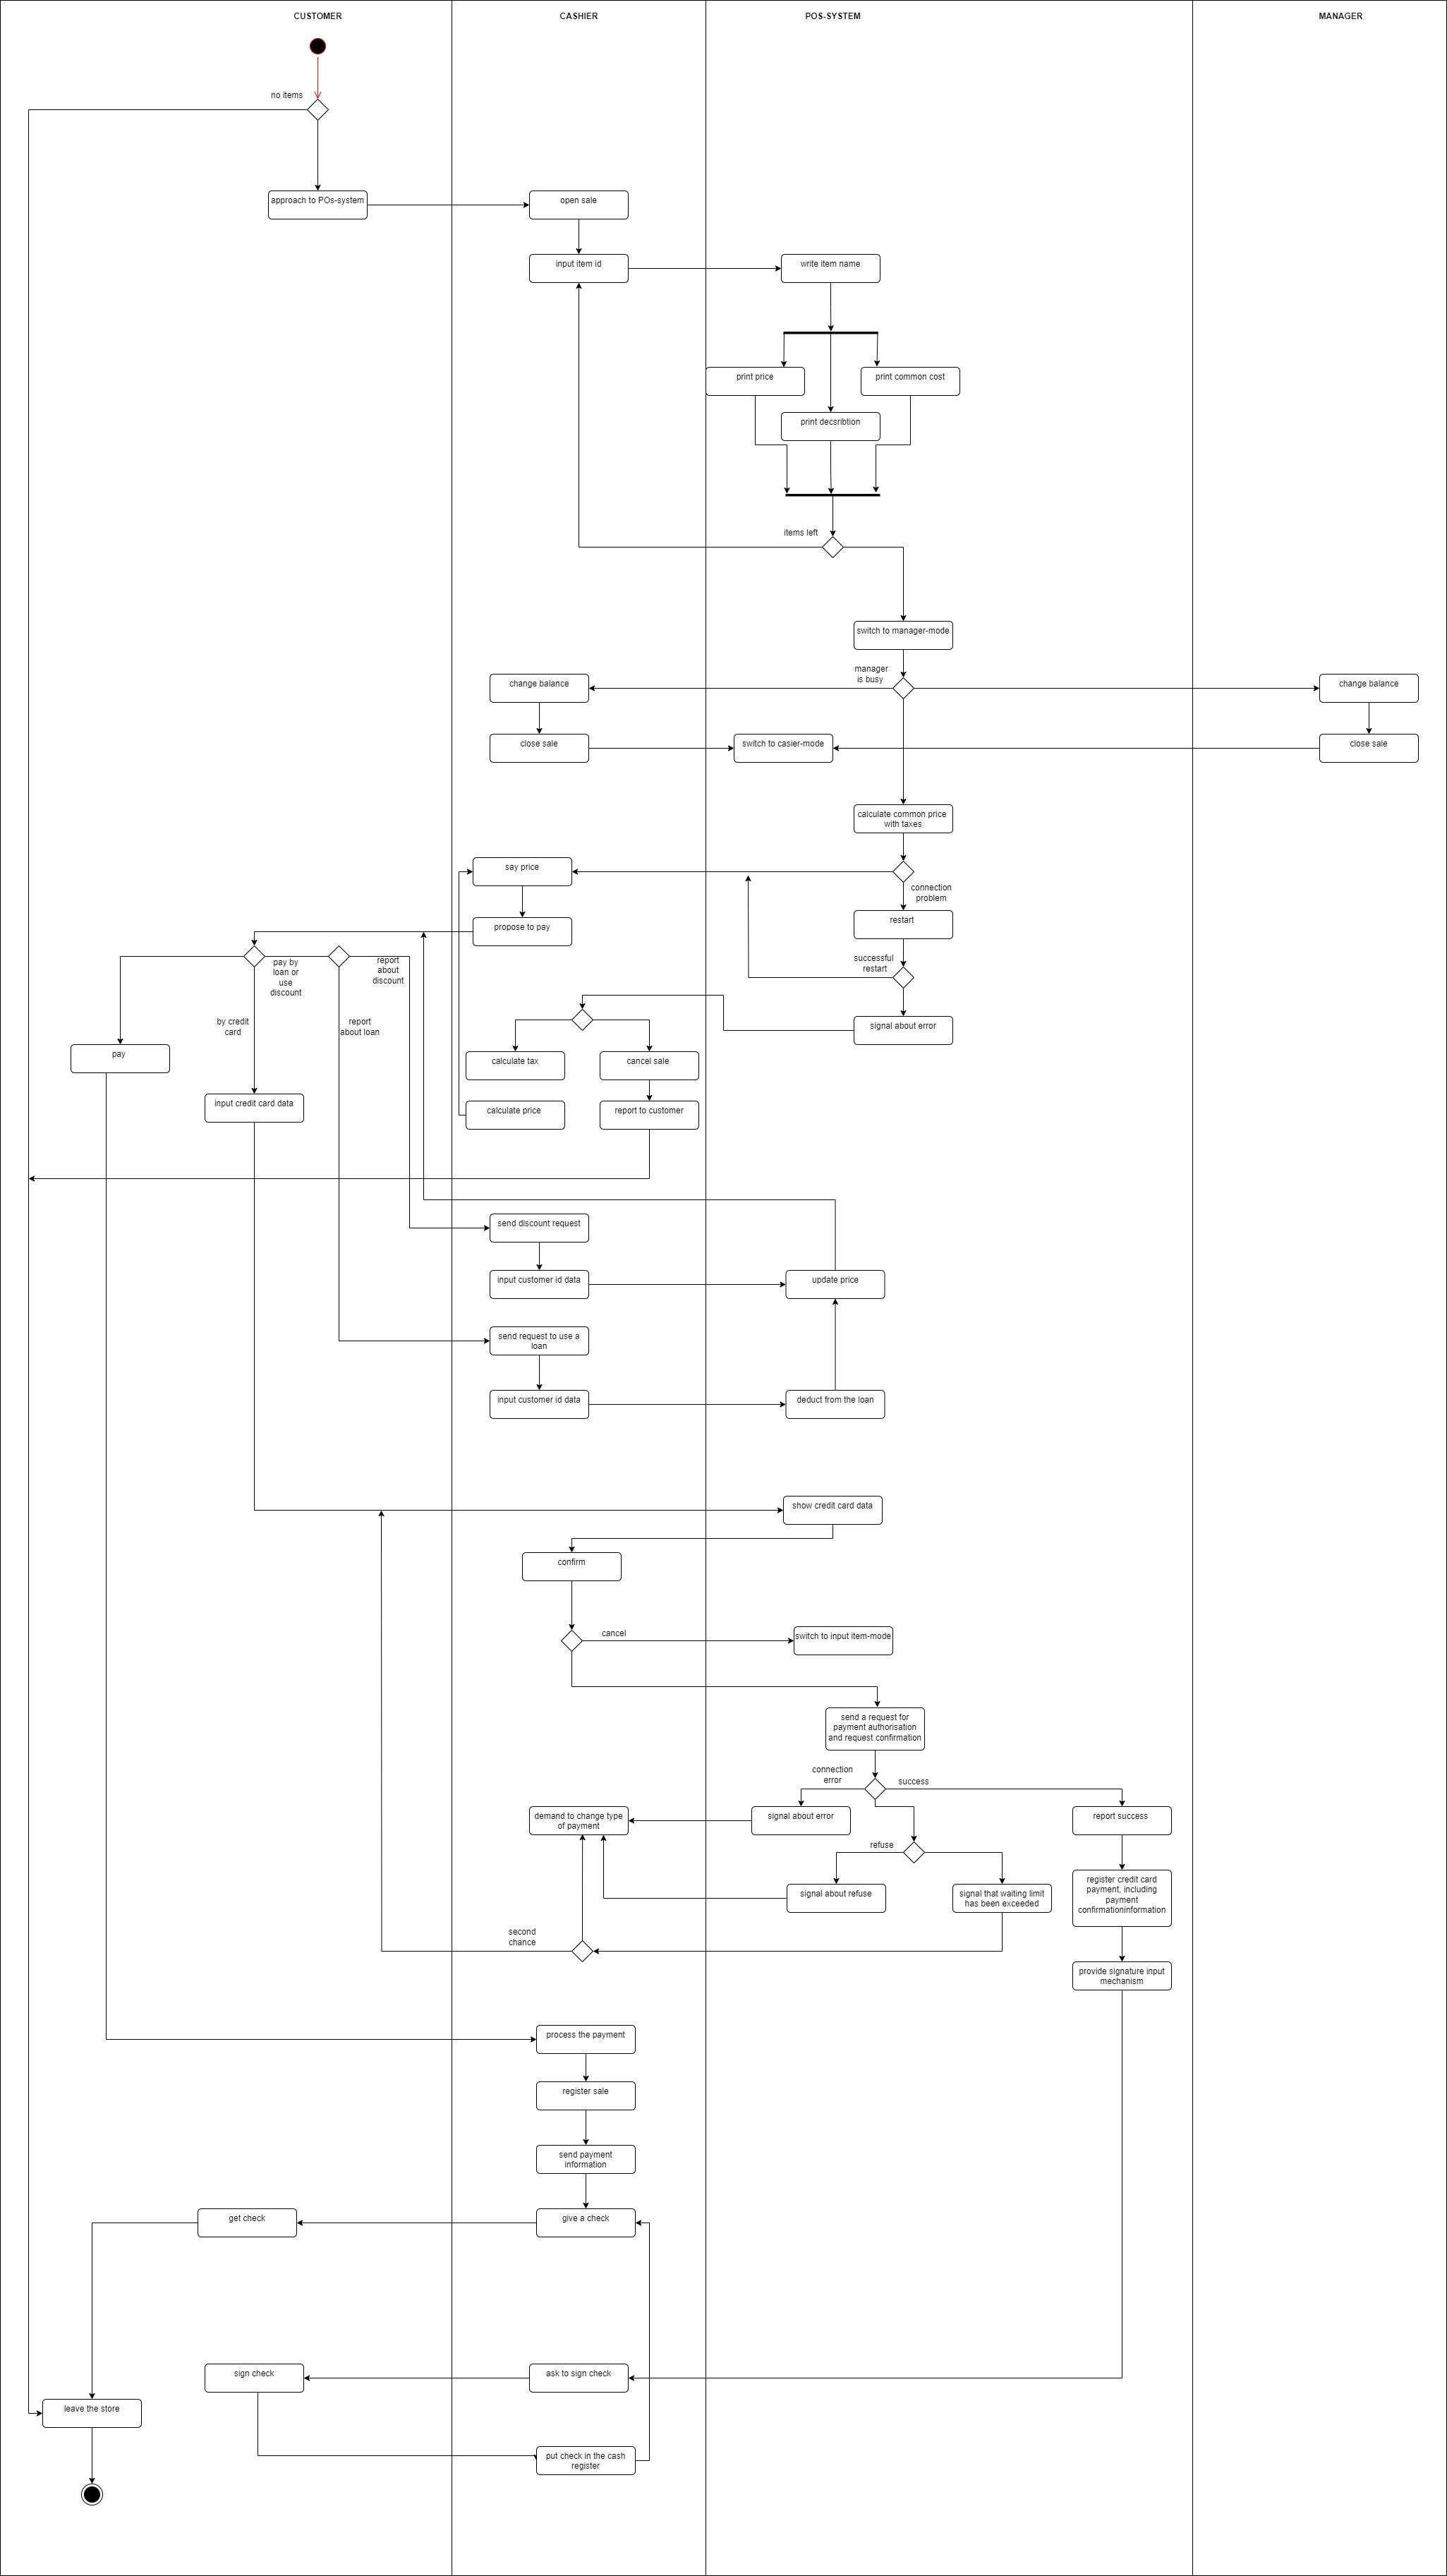 CUSTOMER
CASHIER
POS-SYSTEM
MANAGER
no items
approach to POs-system
open sale
input item id
write item name
print price
print common cost
print decsribtion
items left
switch to manager-mode
manager
is busy
change balance
change balance
close sale
switch to casier-mode
close sale
calculate common price
with taxes
say price
connection
problem
propose to pay
restart
pay by
loan or
use
discount
report
about
discount
successful
restart
by credit
card
report
about loan
signal about error
pay
calculate tax
cancel sale
input credit card data
calculate price
report to customer
send discount request
input customer id data
update price
send request to use a
loan
input customer id data
deduct from the loan
show credit card data
confirm
cancel
switch to input item-mode
send a request for
payment authorisation
and request confirmation
connection
error
success
demand to change type
of payment
signal about error
report success
refuse
signal about refuse
signal that waiting limit
has been exceeded
register credit card
payment, including
payment
confirmationinformation
second
chance
provide signature input
mechanism
process the payment
register sale
send payment
information
get check
give a check
sign check
ask to sign check
leave the store
put check in the cash
register